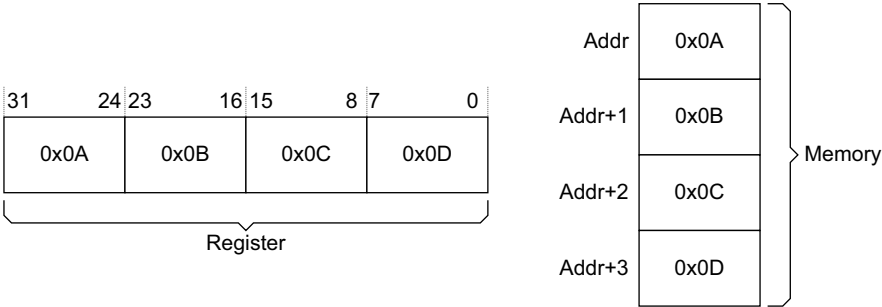 31 24 23 16 15 8 7 0
0x0A 0x0B 0x0C 0x0D
Register
Addr 0x0A
Addr+1 0x0B
Addr+2 0x0C
Addr+3 0x0D
Memory